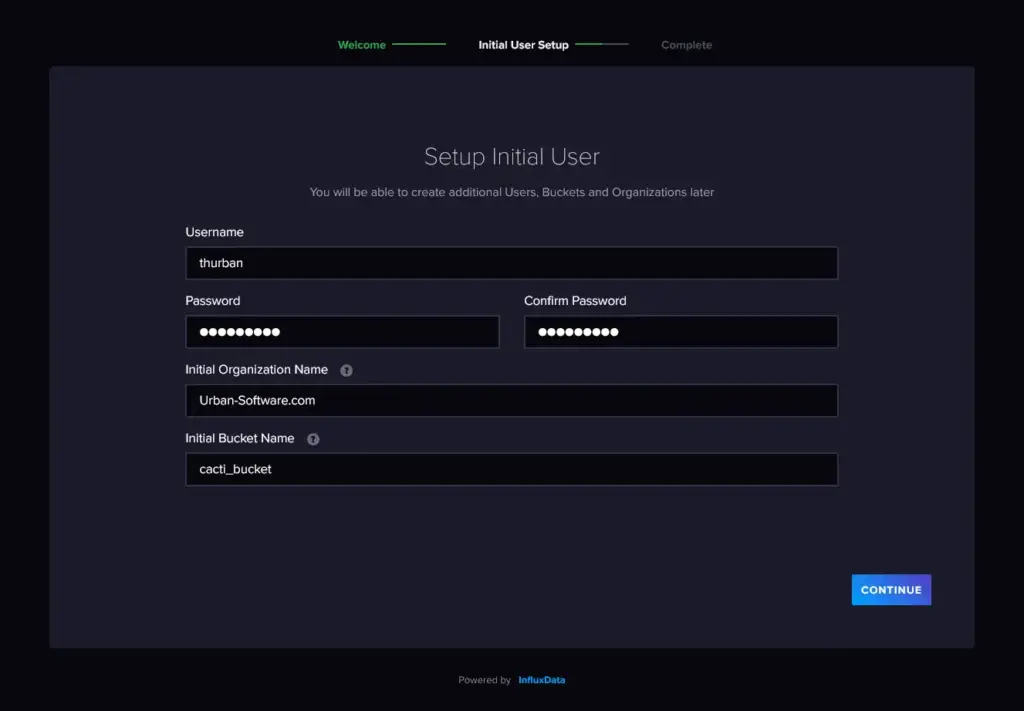 Welcome Initial User Setup Complete
Setup Initial User
You will be able to create additional Users, Buckets and Organizations later
Username
thurban
Password Confirm Password
●●●●●●●●● ●●●●●●●●●
Initial Organization Name ?
Urban-Software.com
Initial Bucket Name ?
cacti_bucket
CONTINUE
Powered by InfluxData